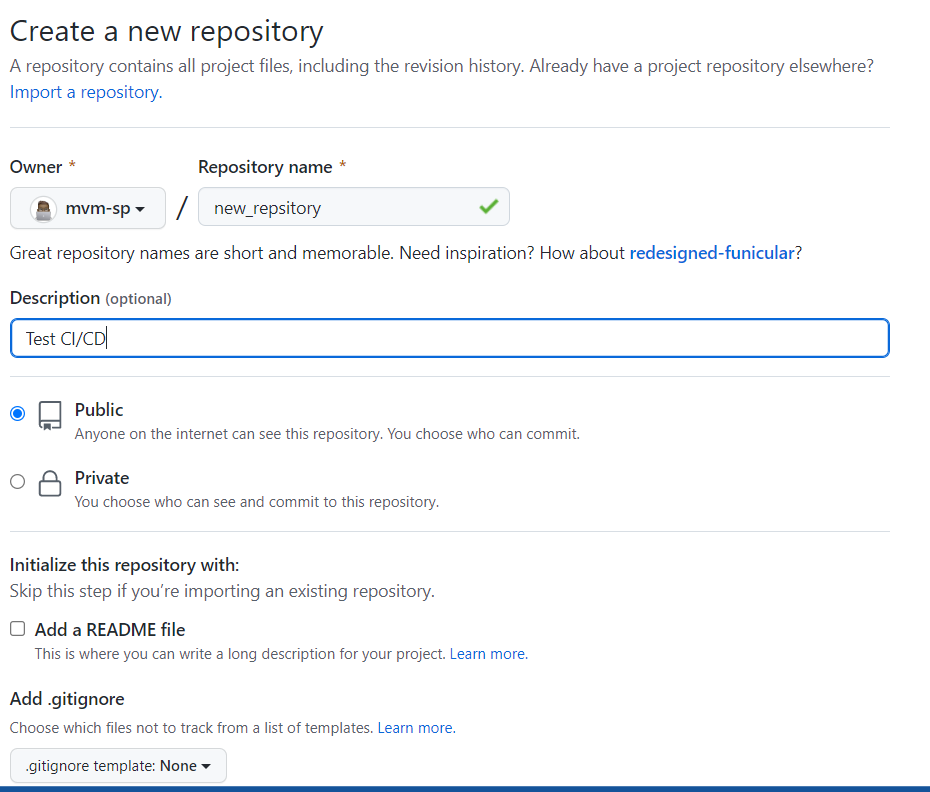 Create a new repository
A repository contains all project files, including the revision history. Already have a project repository elsewhere?
Import a repository.
Owner *
Repository name *
mvm-sp
/
new_repsitory
Great repository names are short and memorable. Need inspiration? How about redesigned-funicular?
Description (optional)
Test CI/CD
Public
Anyone on the internet can see this repository. You choose who can commit.
Private
You choose who can see and commit to this repository.
Initialize this repository with:
Skip this step if you’re importing an existing repository.
Add a README file
This is where you can write a long description for your project. Learn more.
Add .gitignore
Choose which files not to track from a list of templates. Learn more.
.gitignore template: None